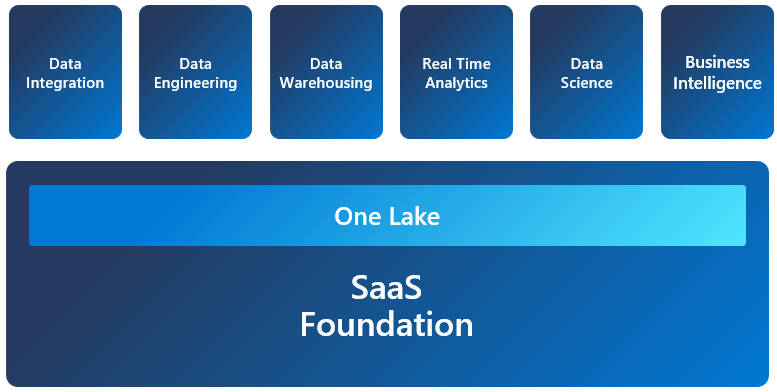 Data
Integration
Data
Engineering
Data
Warehousing
Real Time
Analytics
Data
Science
Business
Intelligence
One Lake
SaaS
Foundation